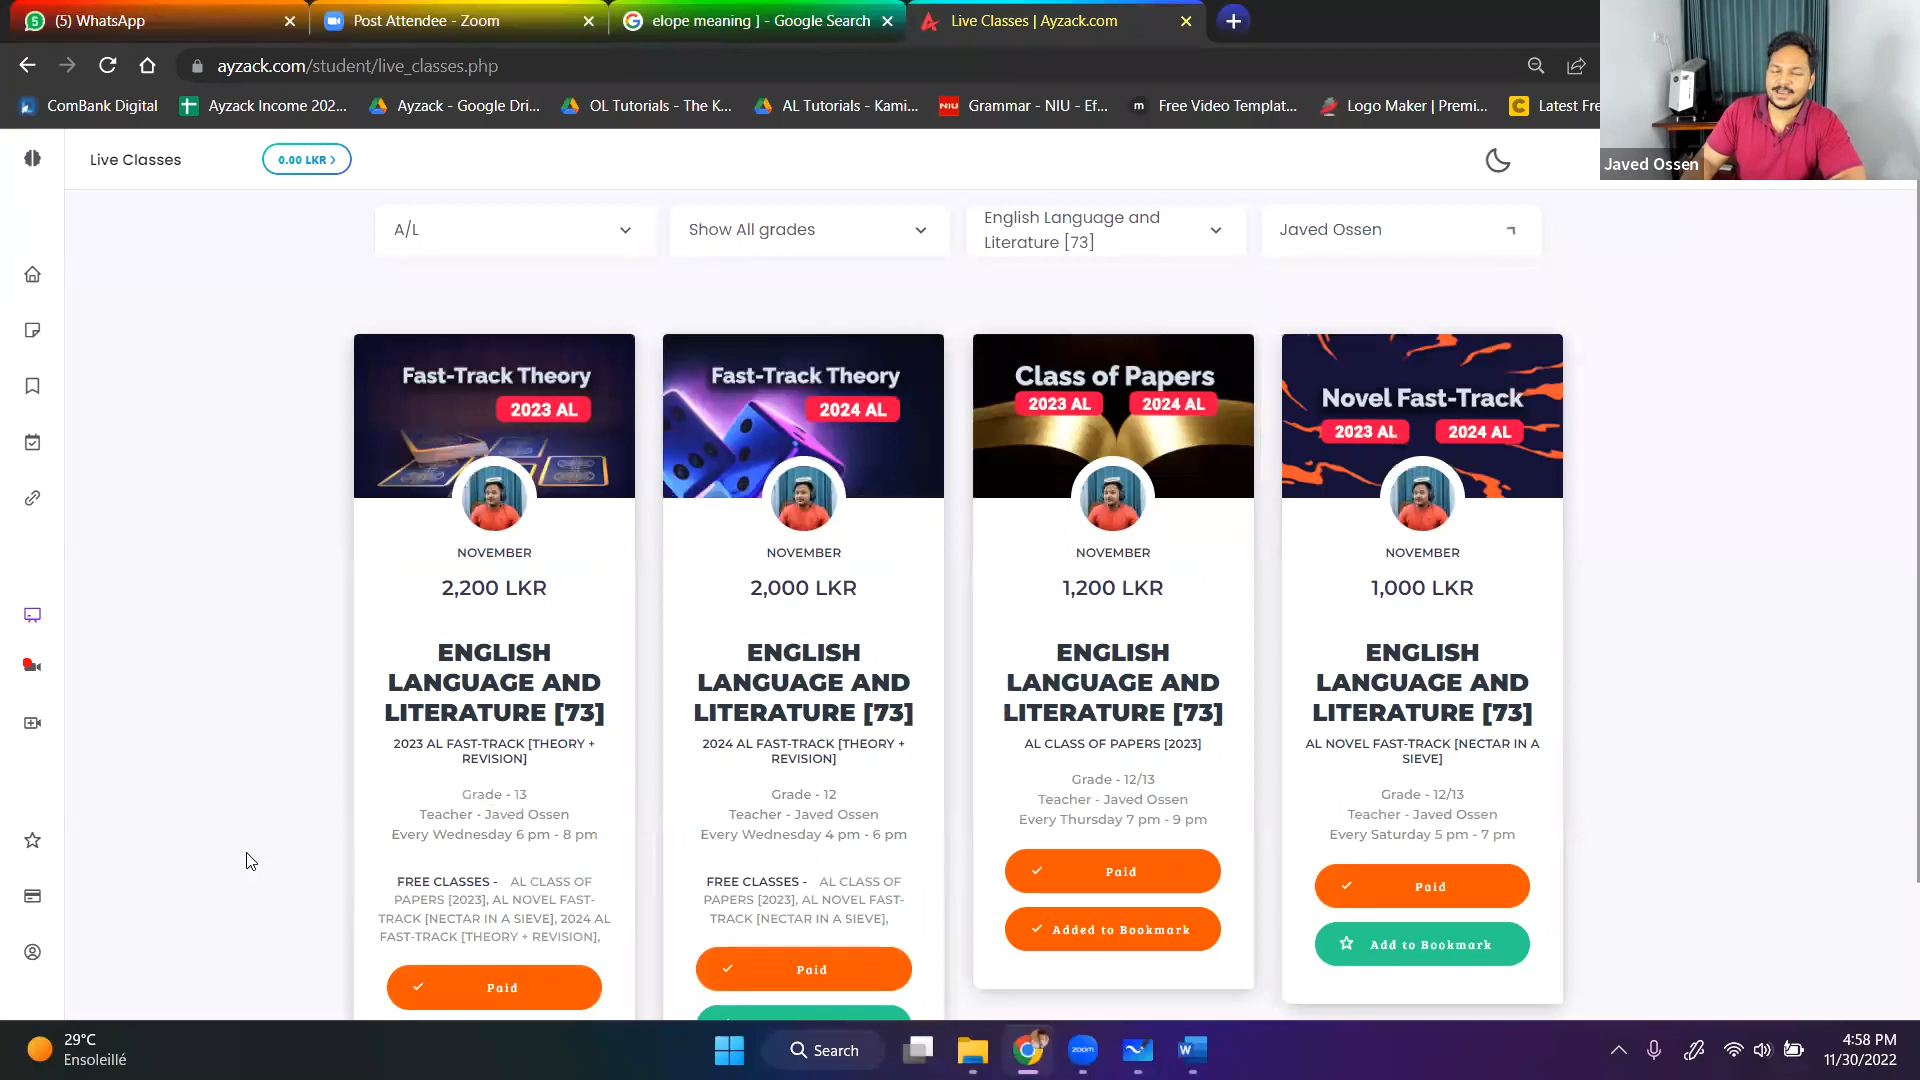 (5) WhatsApp
Post Attendee - Zoom
elope meaning ] - Google Search
Live Classes | Ayzack.com
ayzack.com/student/live_classes.php
ComBank Digital
Ayzack Income 202...
Ayzack - Google Dri...
OL Tutorials - The K...
AL Tutorials - Kami...
NIU
Grammar - NIU - Ef...
m
Free Video Templat...
Logo Maker | Premi...
Latest Fre
Javed Ossen
Live Classes
0.00 LKR >
A/L
Show All grades
English Language and
Literature [73]
Javed Ossen
Fast-Track Theory
2023 AL
NOVEMBER
2,200 LKR
ENGLISH
LANGUAGE AND
LITERATURE [73]
2023 AL FAST-TRACK [THEORY +
REVISION]
Grade - 13
Teacher - Javed Ossen
Every Wednesday 6 pm - 8 pm
FREE CLASSES - AL CLASS OF
PAPERS [2023], AL NOVEL FAST-
TRACK [NECTAR IN A SIEVE], 2024 AL
FAST-TRACK [THEORY + REVISION],
Paid
Fast-Track Theory
2024 AL
NOVEMBER
2,000 LKR
ENGLISH
LANGUAGE AND
LITERATURE [73]
2024 AL FAST-TRACK [THEORY +
REVISION]
Grade - 12
Teacher - Javed Ossen
Every Wednesday 4 pm - 6 pm
FREE CLASSES - AL CLASS OF
PAPERS [2023], AL NOVEL FAST-
TRACK [NECTAR IN A SIEVE],
Paid
Class of Papers
2023 AL 2024 AL
NOVEMBER
1,200 LKR
ENGLISH
LANGUAGE AND
LITERATURE [73]
AL CLASS OF PAPERS [2023]
Grade - 12/13
Teacher - Javed Ossen
Every Thursday 7 pm - 9 pm
Paid
Added to Bookmark
Novel Fast-Track
2023 AL 2024 AL
NOVEMBER
1,000 LKR
ENGLISH
LANGUAGE AND
LITERATURE [73]
AL NOVEL FAST-TRACK [NECTAR IN A
SIEVE]
Grade - 12/13
Teacher - Javed Ossen
Every Saturday 5 pm - 7 pm
Paid
Add to Bookmark
29°C
Ensoleillé
Search
zoom
W
4:58 PM
11/30/2022